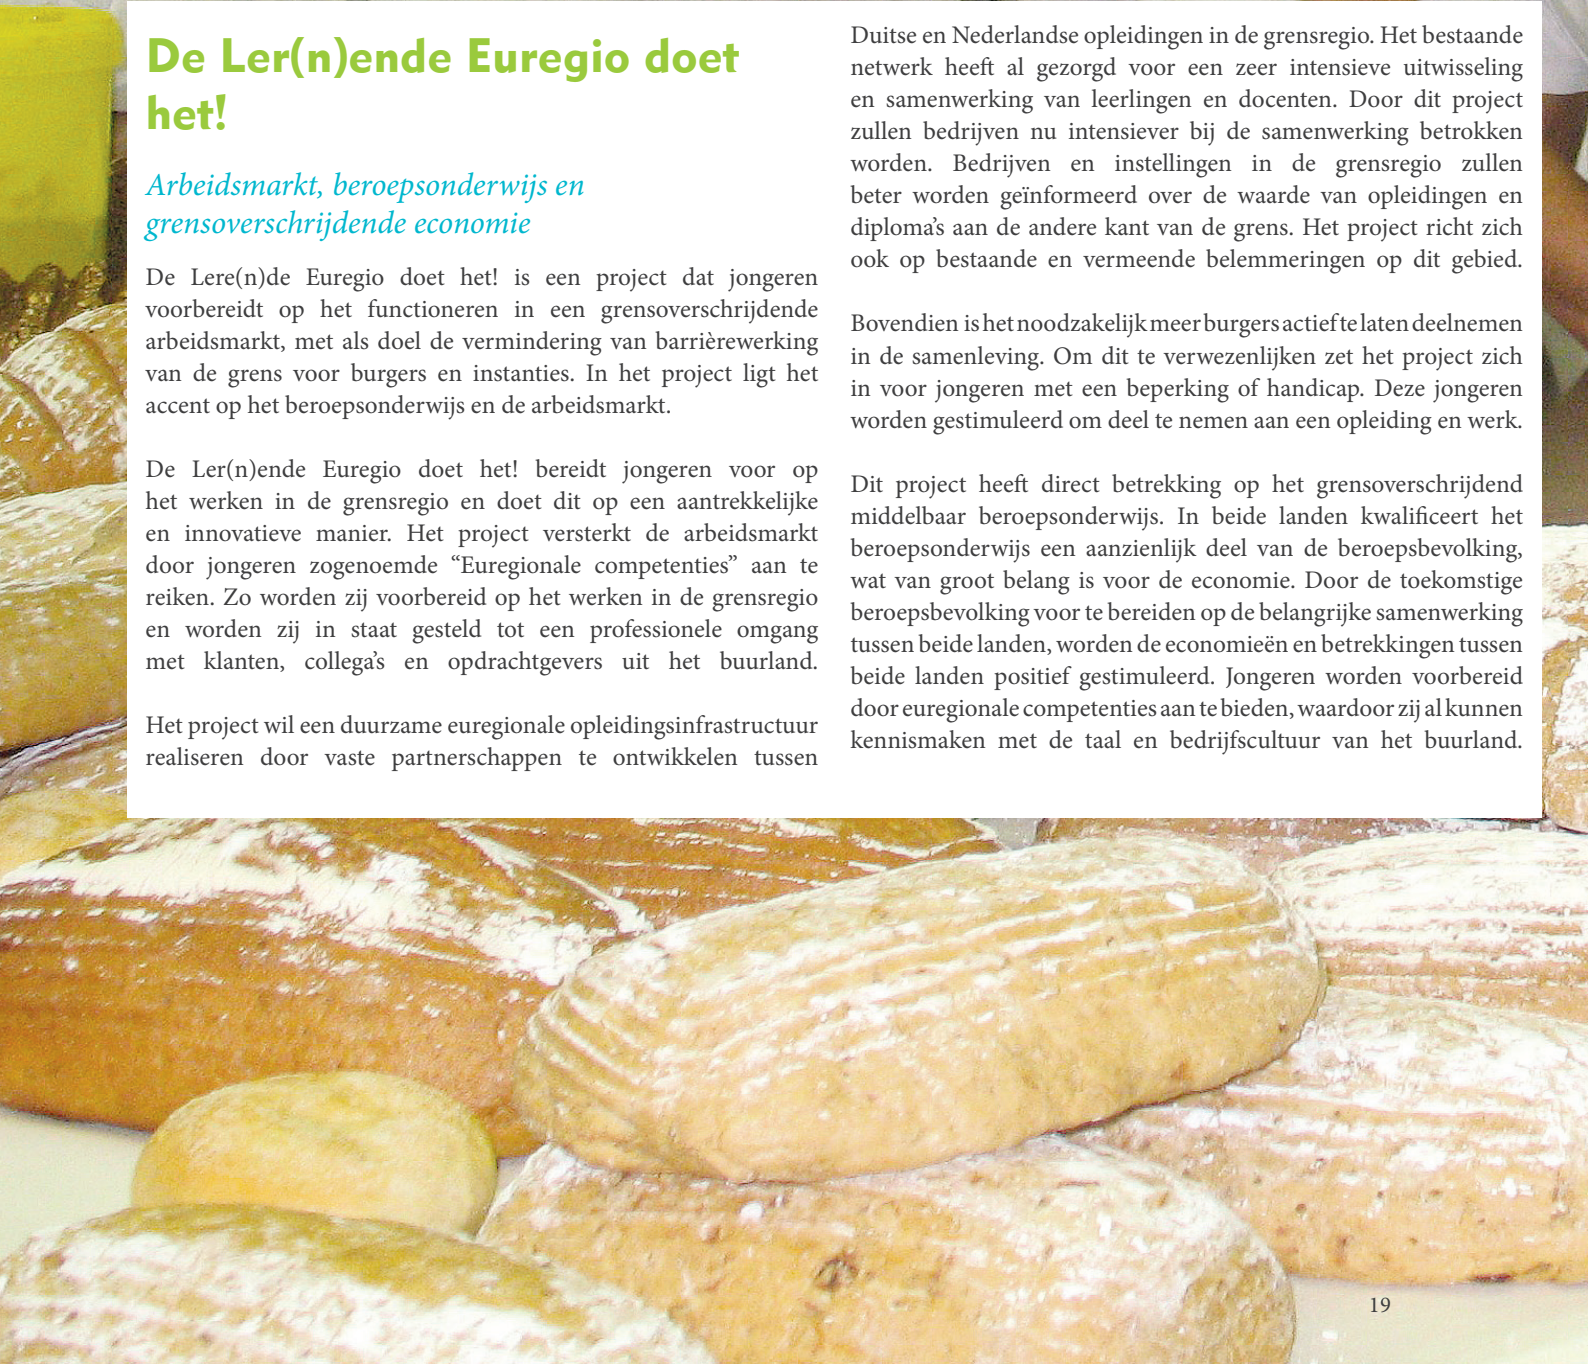 De Ler(n)ende Euregio doet
het!
Arbeidsmarkt, beroepsonderwijs en
grensoverschrijdende economie
De Lere(n)de Euregio doet het! is een project dat jongeren
voorbereidt op het functioneren in een grensoverschrijdende
arbeidsmarkt, met als doel de vermindering van barrièrewerking
van de grens voor burgers en instanties. In het project ligt het
accent op het beroepsonderwijs en de arbeidsmarkt.
De Ler(n)ende Euregio doet het! bereidt jongeren voor op
het werken in de grensregio en doet dit op een aantrekkelijke
en innovatieve manier. Het project versterkt de arbeidsmarkt
door jongeren zogenoemde “Euregionale competenties” aan te
reiken. Zo worden zij voorbereid op het werken in de grensregio
en worden zij in staat gesteld tot een professionele omgang
met klanten, collega’s en opdrachtgevers uit het buurland.
Het project wil een duurzame euregionale opleidingsinfrastructuur
realiseren door vaste partnerschappen te ontwikkelen tussen
Duitse en Nederlandse opleidingen in de grensregio. Het bestaande
netwerk heeft al gezorgd voor een zeer intensieve uitwisseling
en samenwerking van leerlingen en docenten. Door dit project
zullen bedrijven nu intensiever bij de samenwerking betrokken
worden. Bedrijven en instellingen in de grensregio zullen
beter worden geïnformeerd over de waarde van opleidingen en
diploma’s aan de andere kant van de grens. Het project richt zich
ook op bestaande en vermeende belemmeringen op dit gebied.
Bovendien is het noodzakelijk meer burgers actief te laten deelnemen
in de samenleving. Om dit te verwezenlijken zet het project zich
in voor jongeren met een beperking of handicap. Deze jongeren
worden gestimuleerd om deel te nemen aan een opleiding en werk.
Dit project heeft direct betrekking op het grensoverschrijdend
middelbaar beroepsonderwijs. In beide landen kwalificeert het
beroepsonderwijs een aanzienlijk deel van de beroepsbevolking,
wat van groot belang is voor de economie. Door de toekomstige
beroepsbevolking voor te bereiden op de belangrijke samenwerking
tussen beide landen, worden de economieën en betrekkingen tussen
beide landen positief gestimuleerd. Jongeren worden voorbereid
door euregionale competenties aan te bieden, waardoor zij al kunnen
kennismaken met de taal en bedrijfscultuur van het buurland.
19